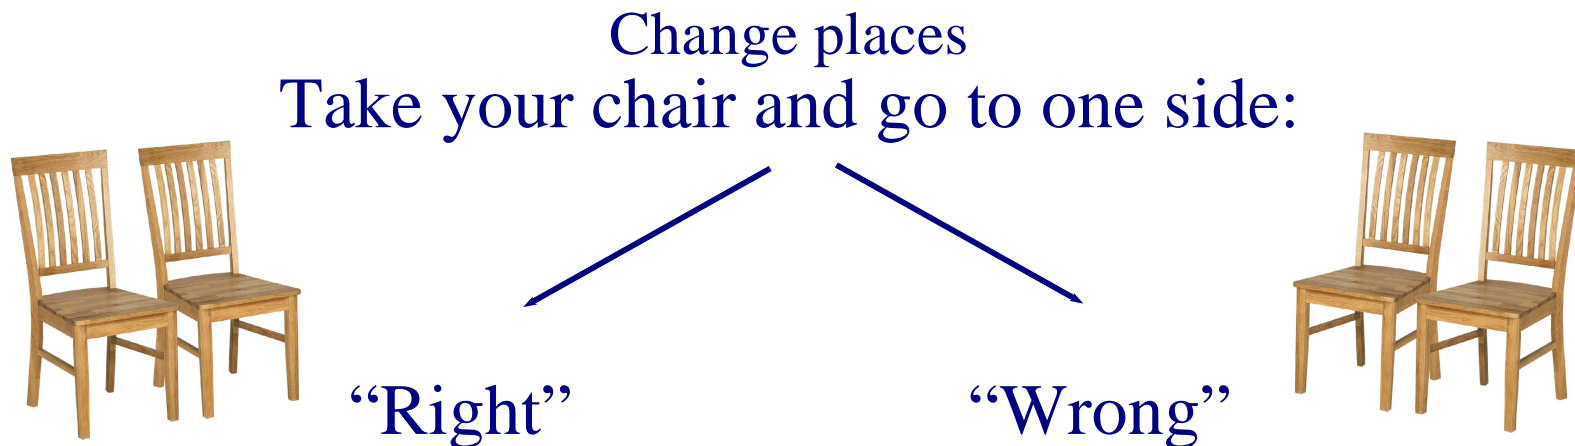 Change places
Take your chair and go to one side:
“Right” “Wrong”